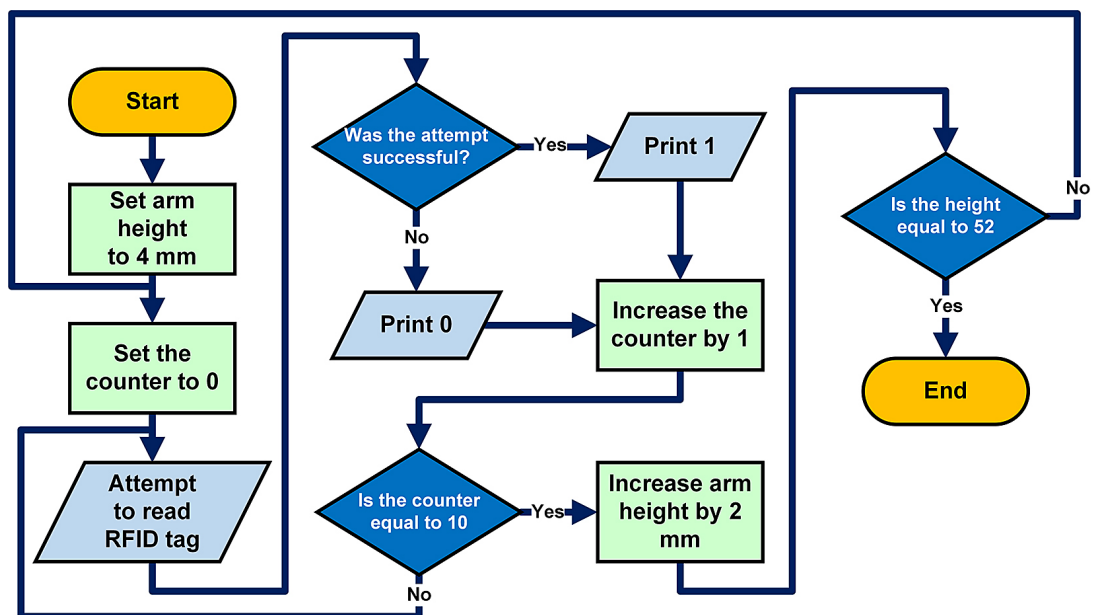 Start
Set arm
height
to 4 mm
Set the
counter to 0
Attempt
to read
RFID tag
Was the attempt
successful?
Yes
Print 1
No
Print 0
Increase the
counter by 1
Is the counter
equal to 10
Yes
No
Increase arm
height by 2
mm
Is the height
equal to 52
No
Yes
End